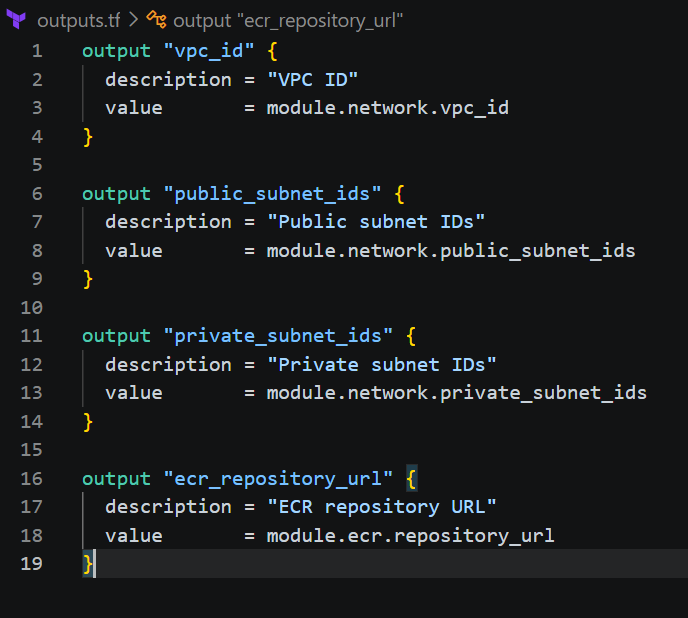 outputs.tf > output "ecr_repository_url"
1 output "vpc_id" {
2   description = "VPC ID"
3   value       = module.network.vpc_id
4 }
5
6 output "public_subnet_ids" {
7   description = "Public subnet IDs"
8   value       = module.network.public_subnet_ids
9 }
10
11 output "private_subnet_ids" {
12   description = "Private subnet IDs"
13   value       = module.network.private_subnet_ids
14 }
15
16 output "ecr_repository_url" {
17   description = "ECR repository URL"
18   value       = module.ecr.repository_url
19 }